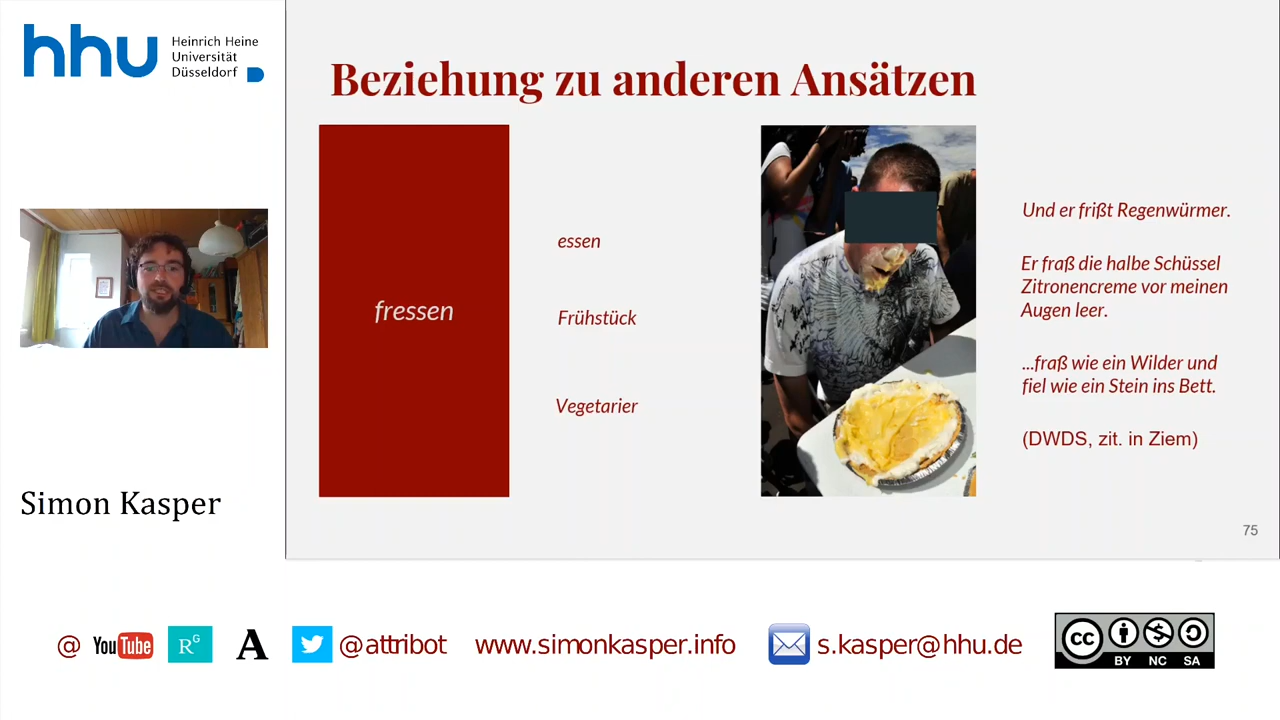 hhu
Heinrich Heine
Universität
Düsseldorf
Simon Kasper
Beziehung zu anderen Ansätzen
fressen
essen
Frühstück
Vegetarier
Und er frißt Regenwürmer.
Er fraß die halbe Schüssel
Zitronencreme vor meinen
Augen leer.
...fraß wie ein Wilder und
fiel wie ein Stein ins Bett.
(DWDS, zit. in Ziem)
75
@ YouTube RG A @attribot www.simonkasper.info s.kasper@hhu.de
cc BY NC SA